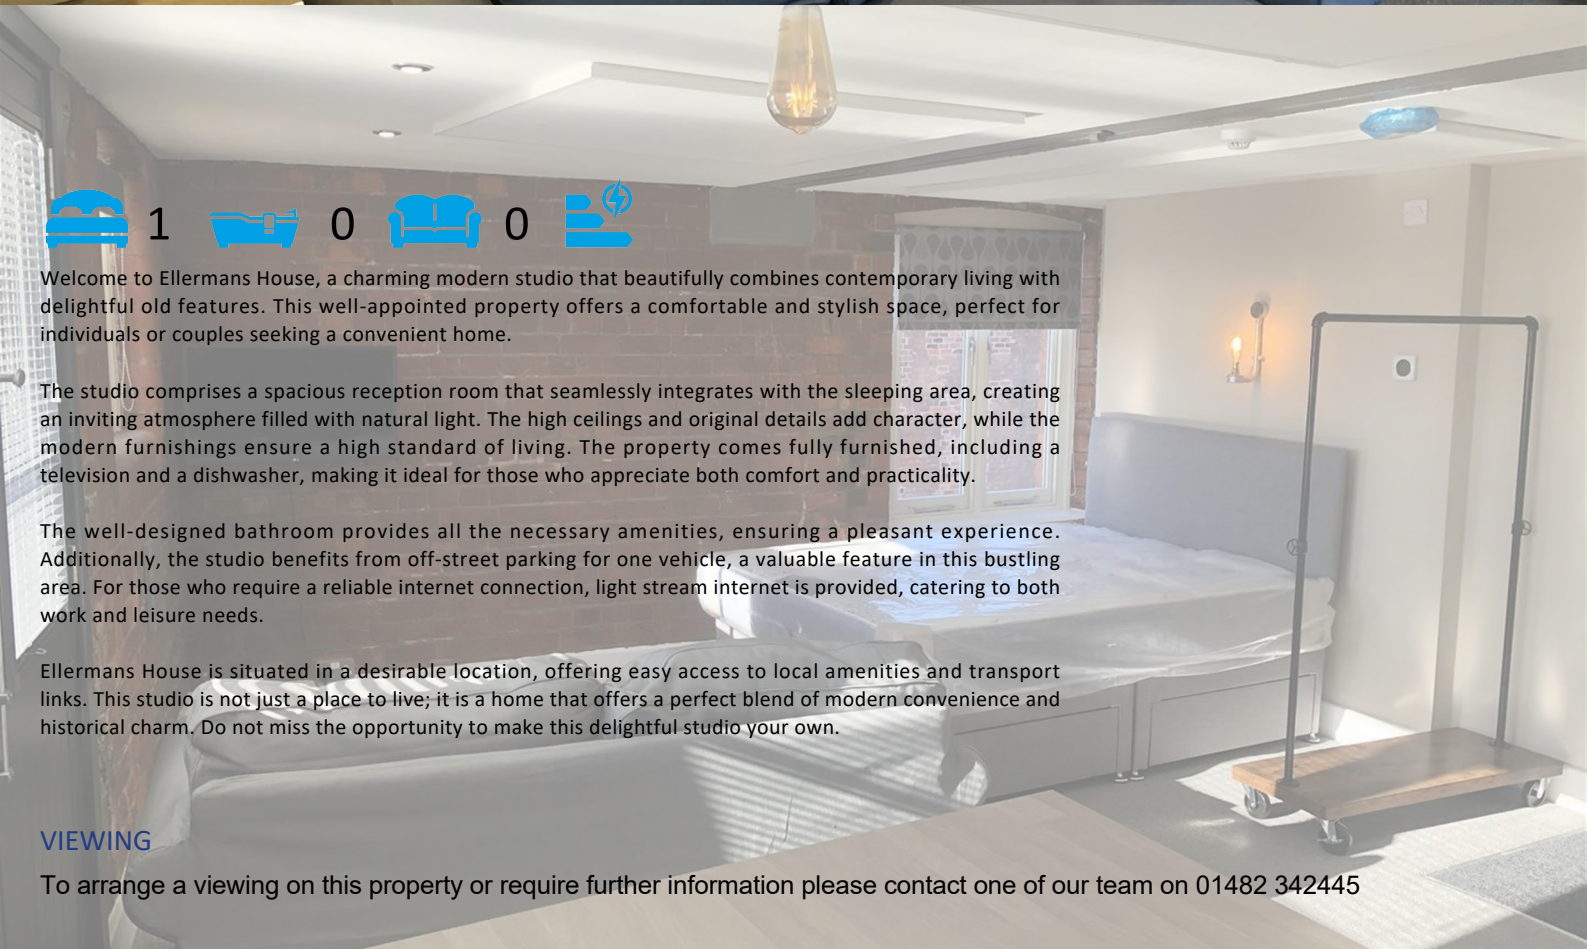 1 0 0
Welcome to Ellermans House, a charming modern studio that beautifully combines contemporary living with
delightful old features. This well-appointed property offers a comfortable and stylish space, perfect for
individuals or couples seeking a convenient home.
The studio comprises a spacious reception room that seamlessly integrates with the sleeping area, creating
an inviting atmosphere filled with natural light. The high ceilings and original details add character, while the
modern furnishings ensure a high standard of living. The property comes fully furnished, including a
television and a dishwasher, making it ideal for those who appreciate both comfort and practicality.
The well-designed bathroom provides all the necessary amenities, ensuring a pleasant experience.
Additionally, the studio benefits from off-street parking for one vehicle, a valuable feature in this bustling
area. For those who require a reliable internet connection, light stream internet is provided, catering to both
work and leisure needs.
Ellermans House is situated in a desirable location, offering easy access to local amenities and transport
links. This studio is not just a place to live; it is a home that offers a perfect blend of modern convenience and
historical charm. Do not miss the opportunity to make this delightful studio your own.
VIEWING
To arrange a viewing on this property or require further information please contact one of our team on 01482 342445